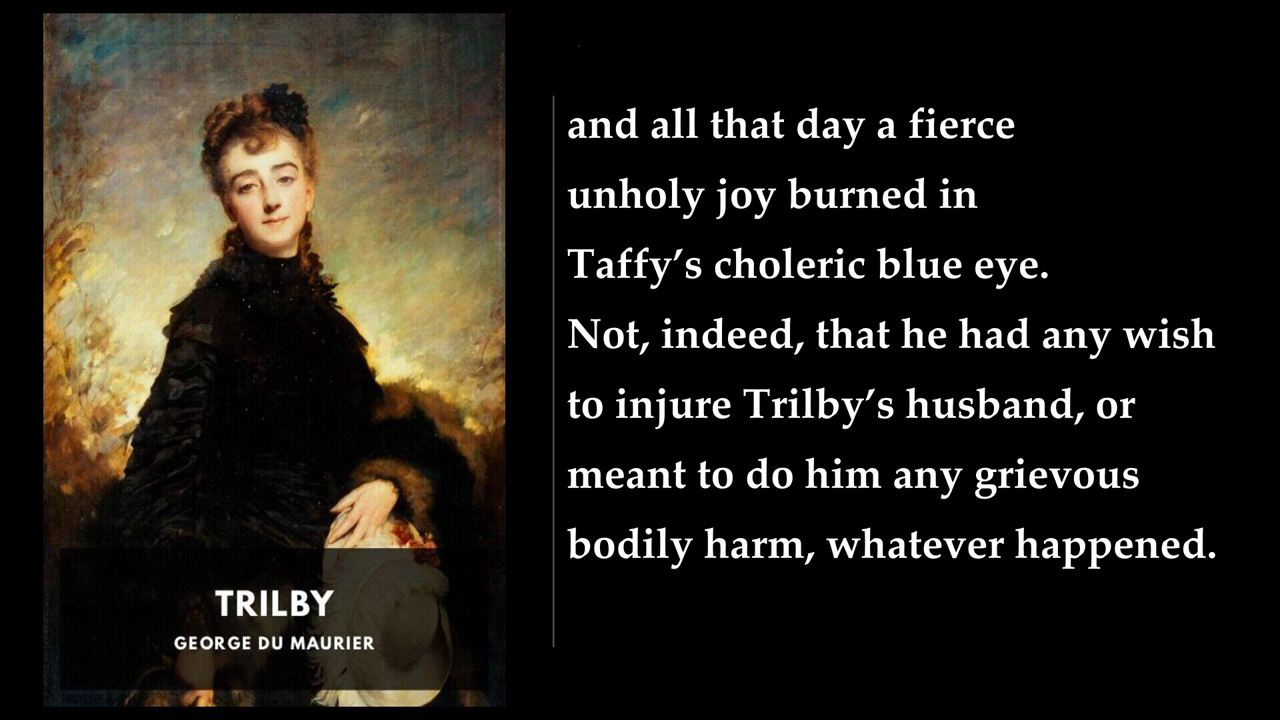 TRILBY
GEORGE DU MAURIER
and all that day a fierce
unholy joy burned in
Taffy’s choleric blue eye.
Not, indeed, that he had any wish
to injure Trilby’s husband, or
meant to do him any grievous
bodily harm, whatever happened.